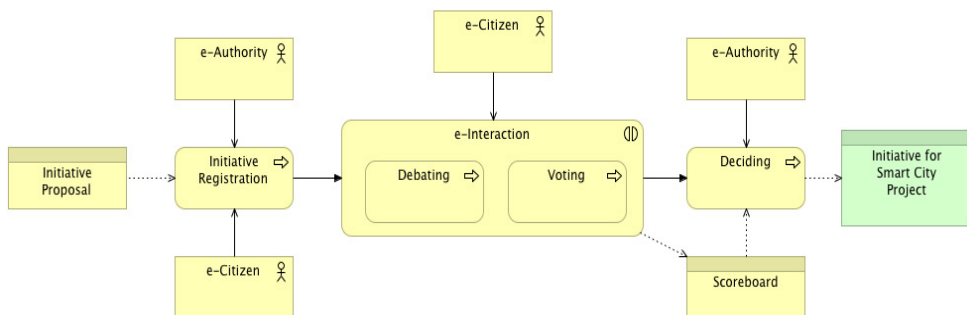 e-Citizen
e-Authority
e-Authority
e-Interaction
Initiative
Registration
Initiative
Proposal
Debating
Voting
Deciding
Initiative for
Smart City
Project
e-Citizen
Scoreboard